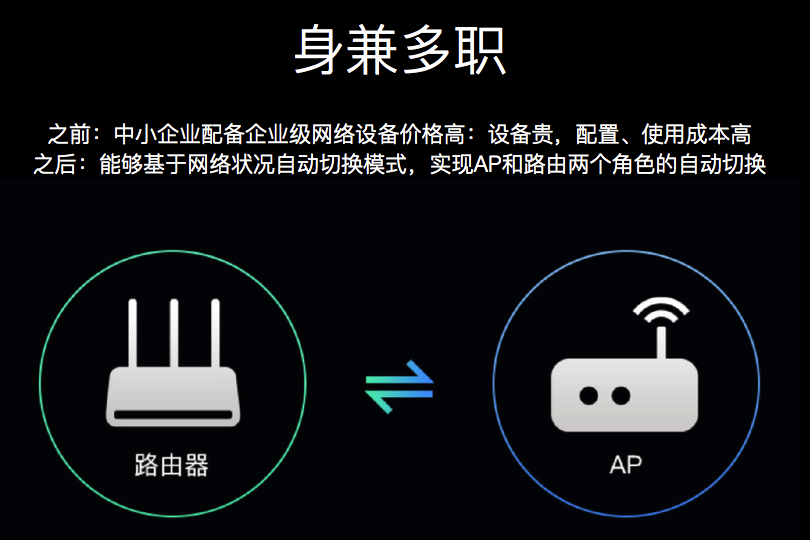 身兼多职
之前：中小企业配备企业级网络设备价格高：设备贵，配置、使用成本高
之后：能够基于网络状况自动切换模式，实现AP和路由两个角色的自动切换
路由器
AP